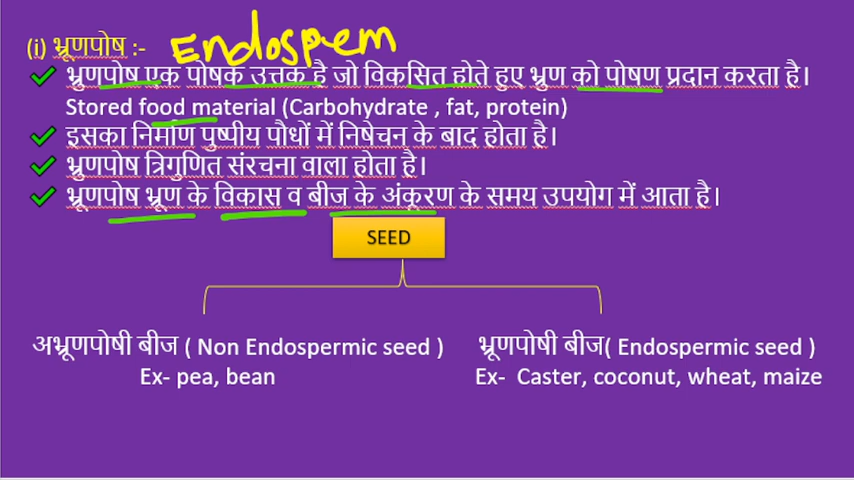 (i) भ्रूणपोष :- Endospem
भ्रुणपोष एक पोषक उत्तक है जो विकसित होते हुए भ्रुण को पोषण प्रदान करता है।
Stored food material (Carbohydrate , fat, protein)
इसका निर्माण पुष्पीय पौधों में निषेचन के बाद होता है।
भ्रुणपोष त्रिगुणित संरचना वाला होता है।
भ्रूणपोष भ्रूण के विकास व बीज के अंकूरण के समय उपयोग में आता है।
SEED
अभ्रूणपोषी बीज ( Non Endospermic seed )
Ex- pea, bean
भ्रूणपोषी बीज( Endospermic seed )
Ex- Caster, coconut, wheat, maize